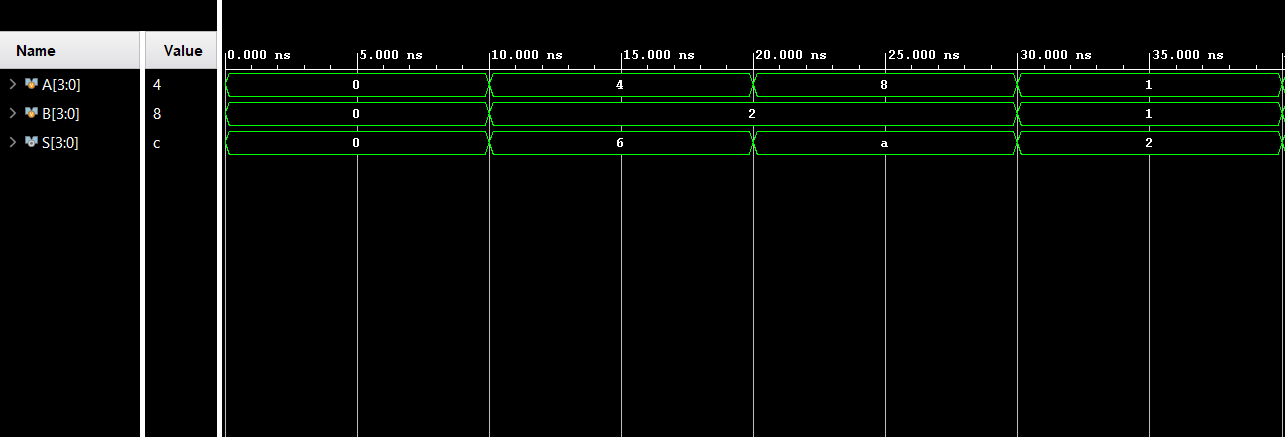 Name Value
0.000 ns 5.000 ns 10.000 ns 15.000 ns 20.000 ns 25.000 ns 30.000 ns 35.000 ns
A[3:0] 4 0 4 8 1
B[3:0] 8 0 2 1
S[3:0] c 0 6 a 2